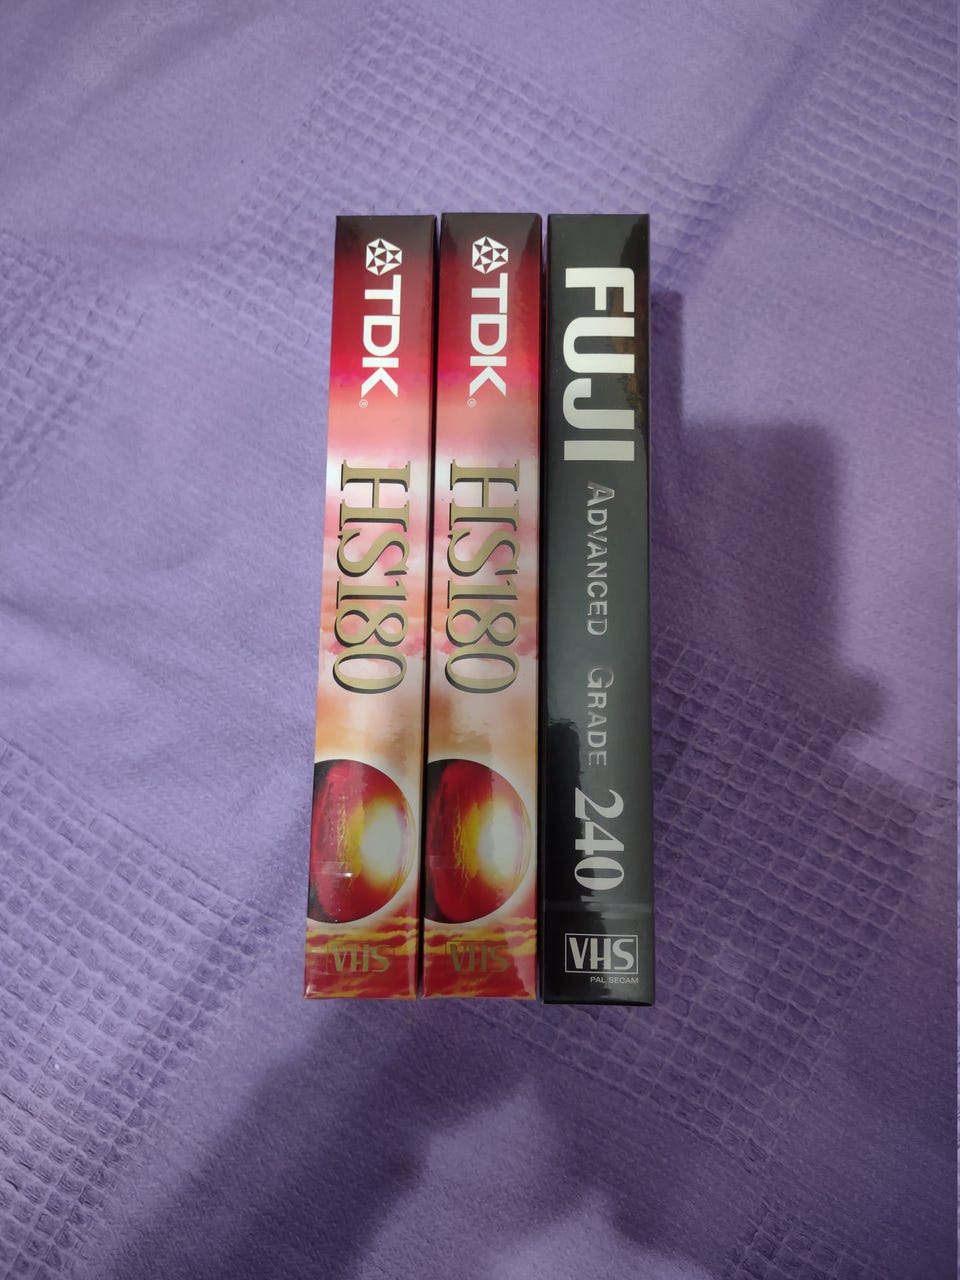 TDK®
HS180
VHS
TDK®
HS180
VHS
FUJI
ADVANCED GRADE 240
VHS
PAL SECAM